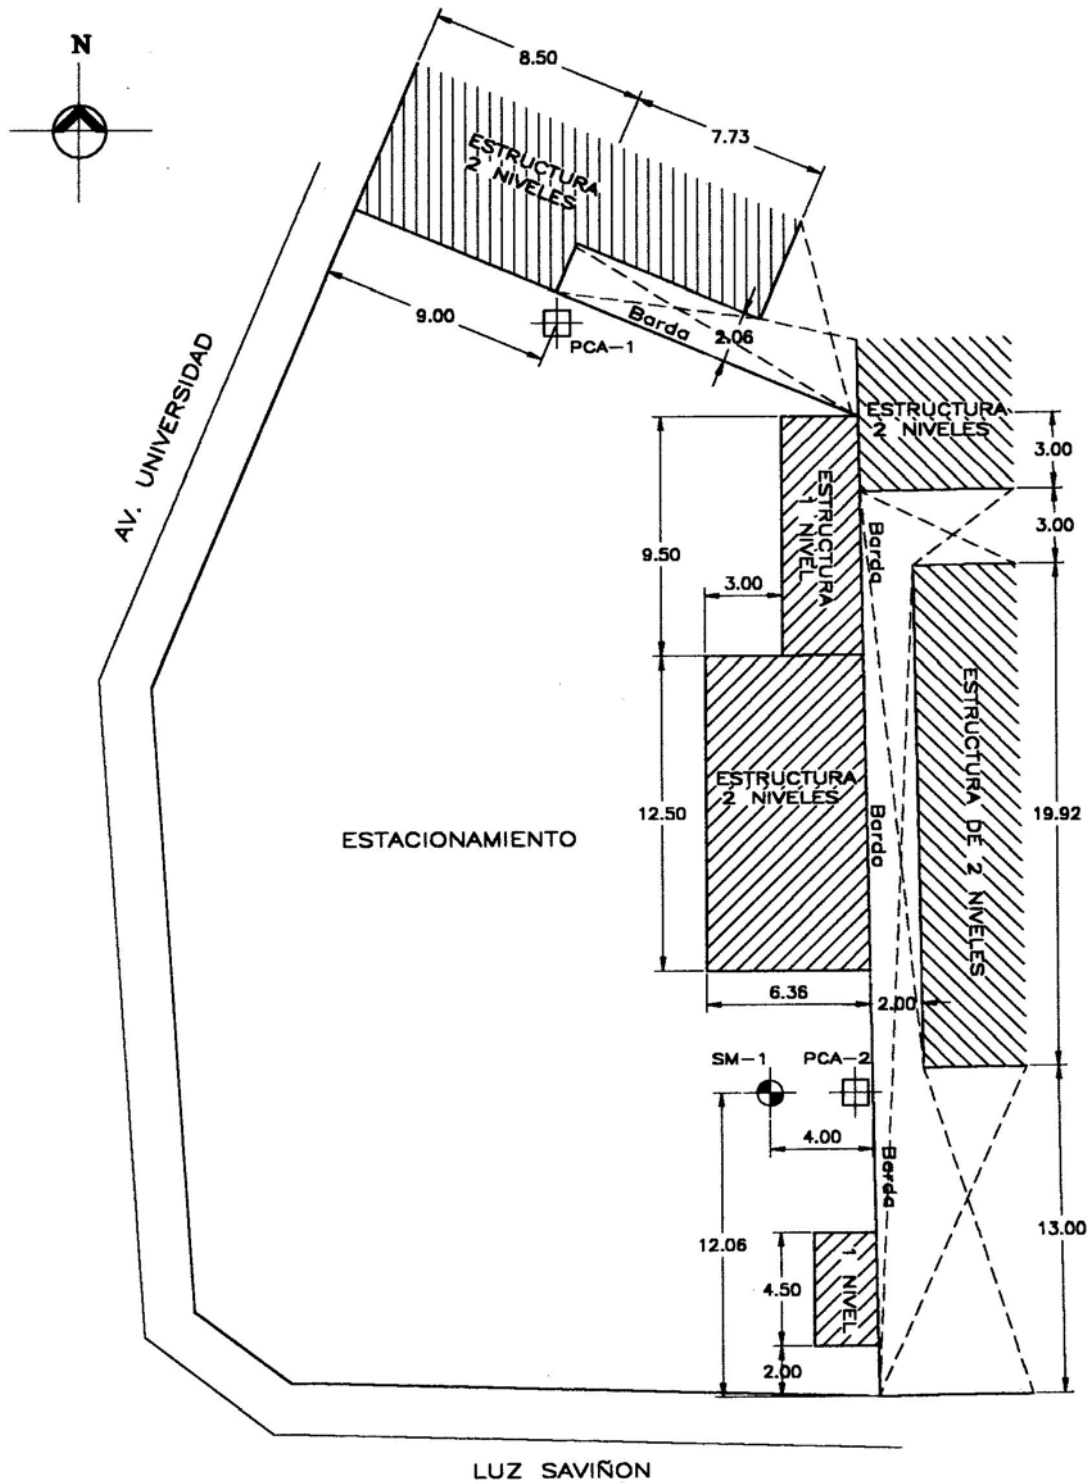 N
8.50
7.73
ESTRUCTURA
2 NIVELES
9.00
Barda
2.06
PCA-1
AV. UNIVERSIDAD
ESTRUCTURA
2 NIVELES
3.00
3.00
9.50
3.00
ESTRUCTURA
1 NIVEL
Barda
ESTRUCTURA
2 NIVELES
12.50
ESTACIONAMIENTO
Barda
ESTRUCTURA DE 2 NIVELES
19.92
6.36
2.00
SM-1
PCA-2
4.00
Barda
12.06
13.00
4.50
1 NIVEL
2.00
LUZ SAVIÑON